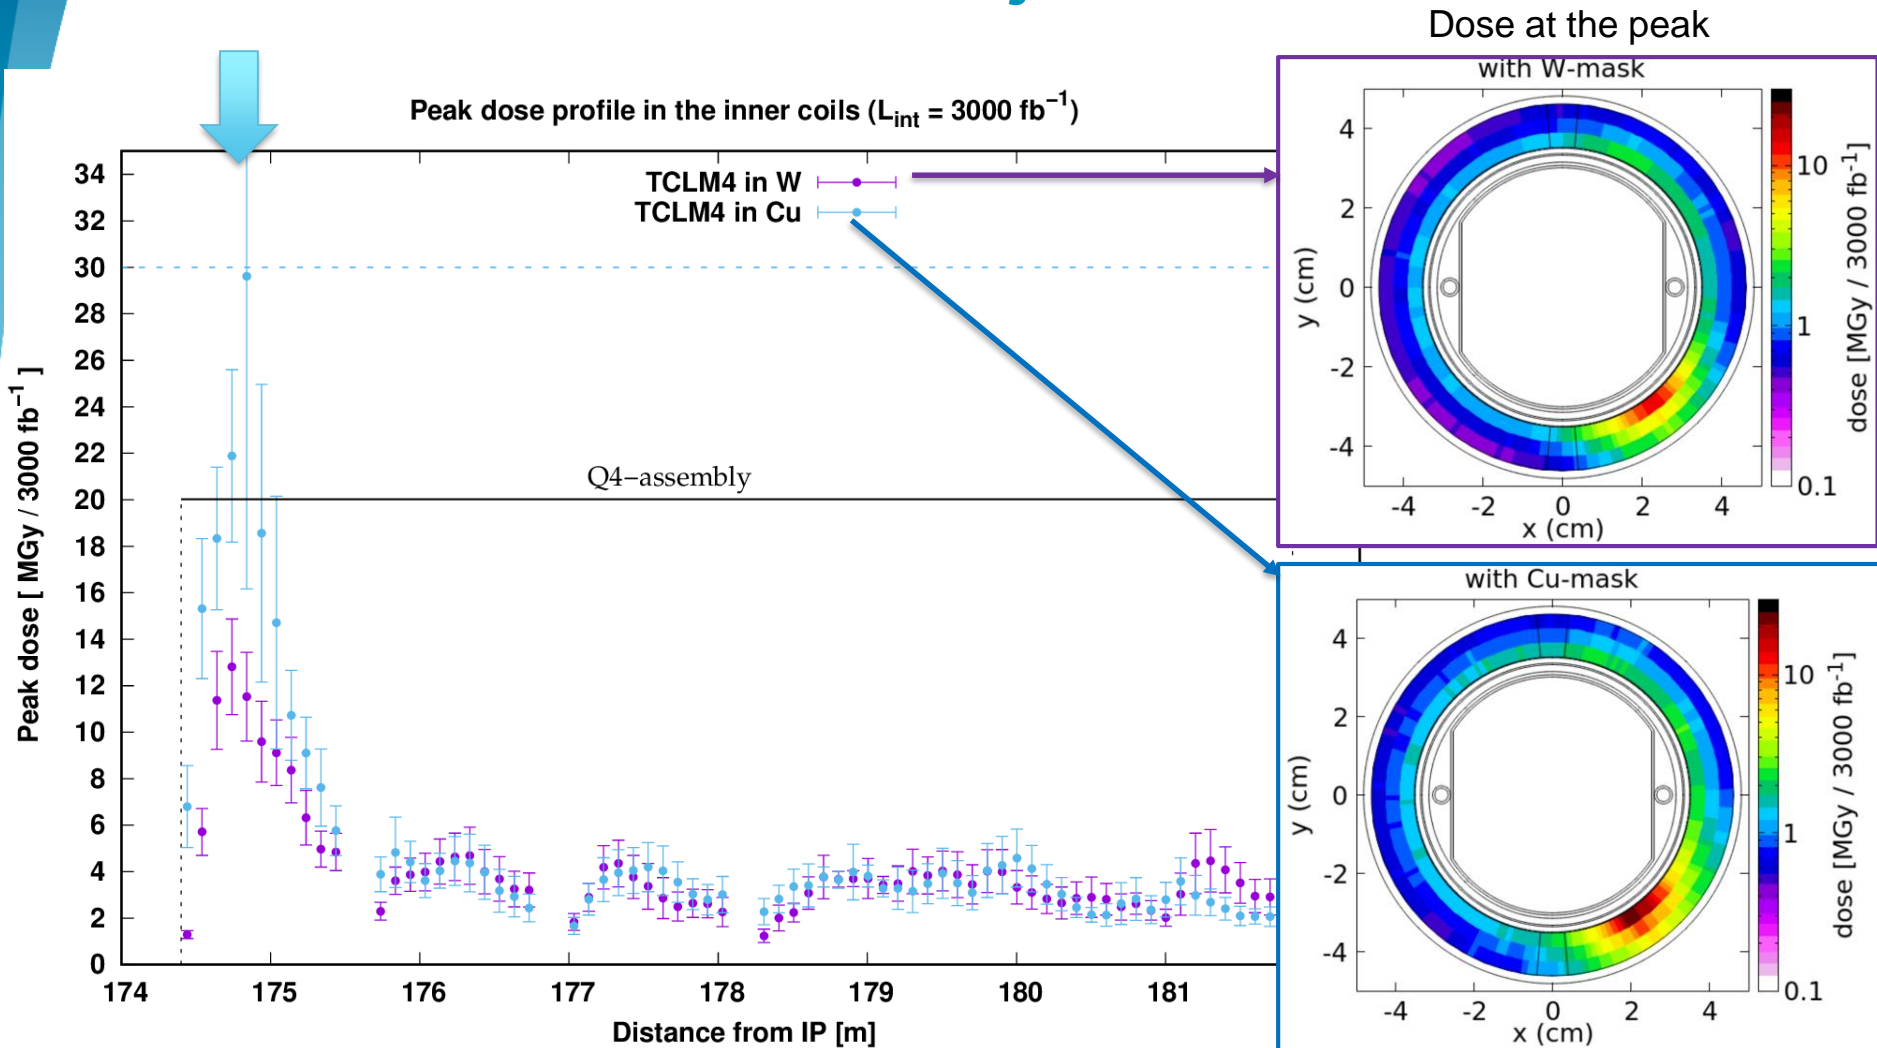 Dose at the peak
Peak dose profile in the inner coils (L_int = 3000 fb⁻¹)
TCLM4 in W
TCLM4 in Cu
Q4−assembly
Peak dose [ MGy / 3000 fb⁻¹ ]
34
32
30
28
26
24
22
20
18
16
14
12
10
8
6
4
2
0
174 175 176 177 178 179 180 181
Distance from IP [m]
with W-mask
y (cm)
4
2
0
-2
-4
-4 -2 0 2 4
x (cm)
10
1
0.1
dose [MGy / 3000 fb⁻¹]
with Cu-mask
y (cm)
4
2
0
-2
-4
-4 -2 0 2 4
x (cm)
10
1
0.1
dose [MGy / 3000 fb⁻¹]